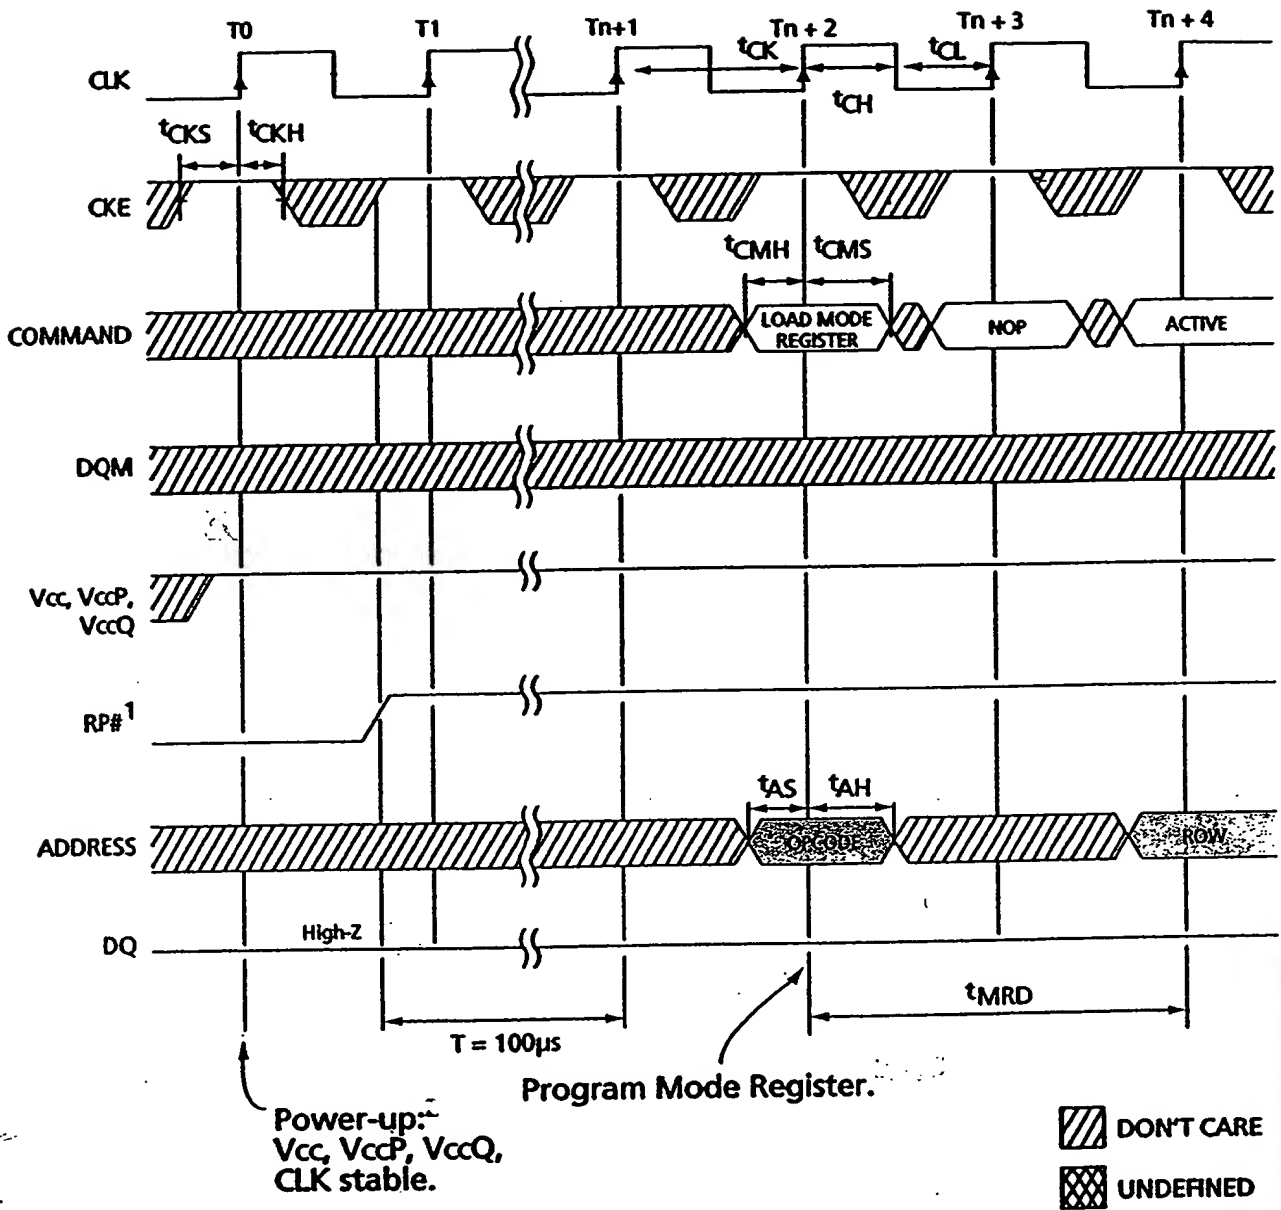 T0 T1 Tn+1 Tn + 2 Tn + 3 Tn + 4
tCK tCL
CLK
tCH
tCKS tCKH
CKE
tCMH tCMS
COMMAND
LOAD MODE
REGISTER
NOP
ACTIVE
DQM
Vcc, VccP,
VccQ
RP#1
tAS tAH
ADDRESS
OPCODE
ROW
High-Z
DQ
tMRD
T = 100µs
Program Mode Register.
Power-up:
Vcc, VccP, VccQ,
CLK stable.
DON'T CARE
UNDEFINED